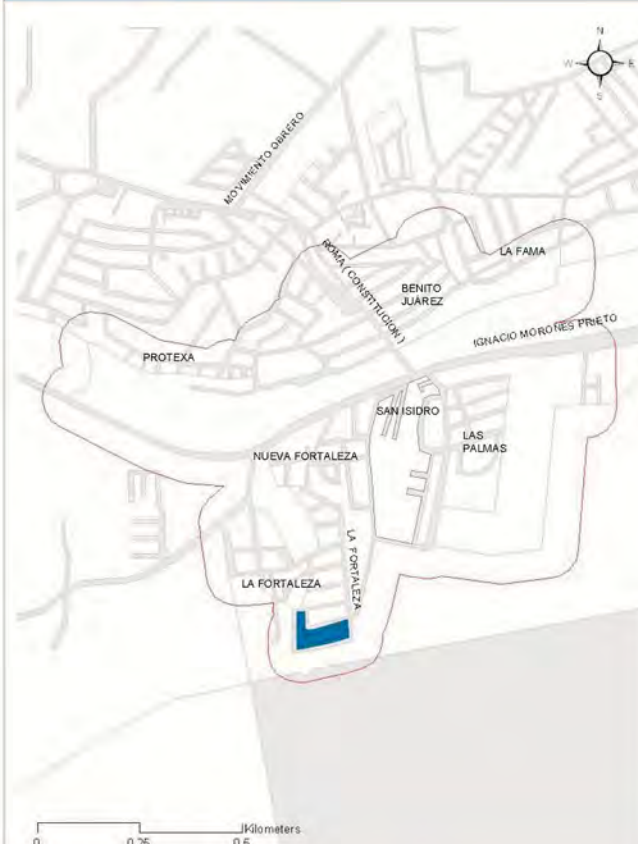 N
W E
S
MOVIMIENTO OBRERO
ROMA ( CONSTITUCION )
LA FAMA
BENITO
JUÁREZ
IGNACIO MORONES PRIETO
PROTEXA
SAN ISIDRO
LAS
PALMAS
NUEVA FORTALEZA
LA FORTALEZA
LA FORTALEZA
Kilometers
0 0.25 0.5